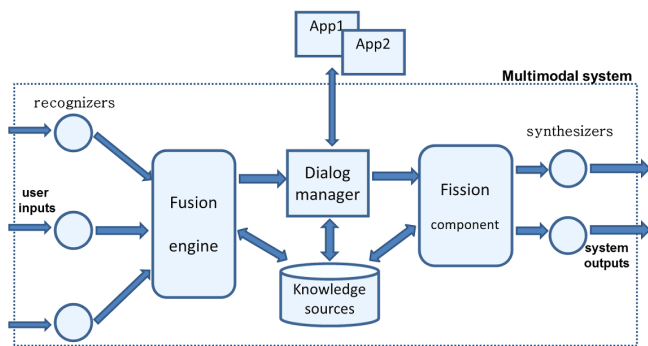 App1
App2
Multimodal system
recognizers
synthesizers
user
inputs
Fusion
engine
Dialog
manager
Fission
component
system
outputs
Knowledge
sources